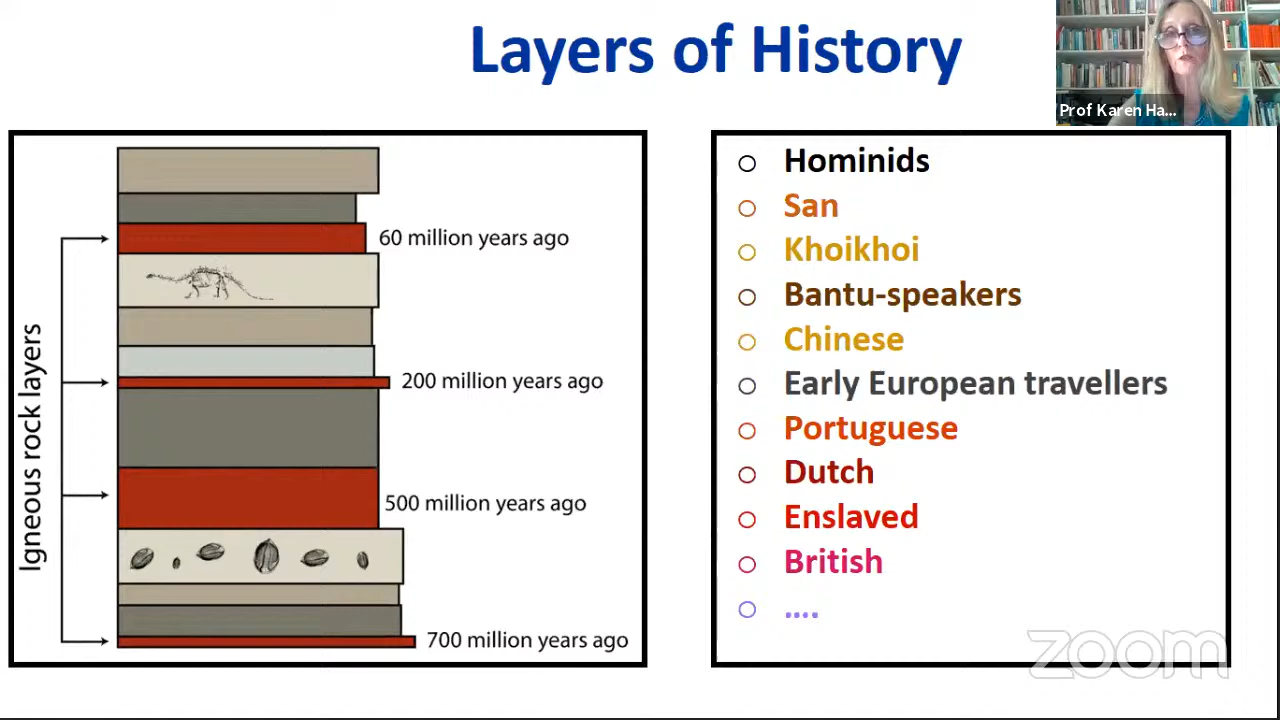 Layers of History
Prof Karen Ha...
Igneous rock layers
60 million years ago
200 million years ago
500 million years ago
700 million years ago
Hominids
San
Khoikhoi
Bantu-speakers
Chinese
Early European travellers
Portuguese
Dutch
Enslaved
British
....
zoom